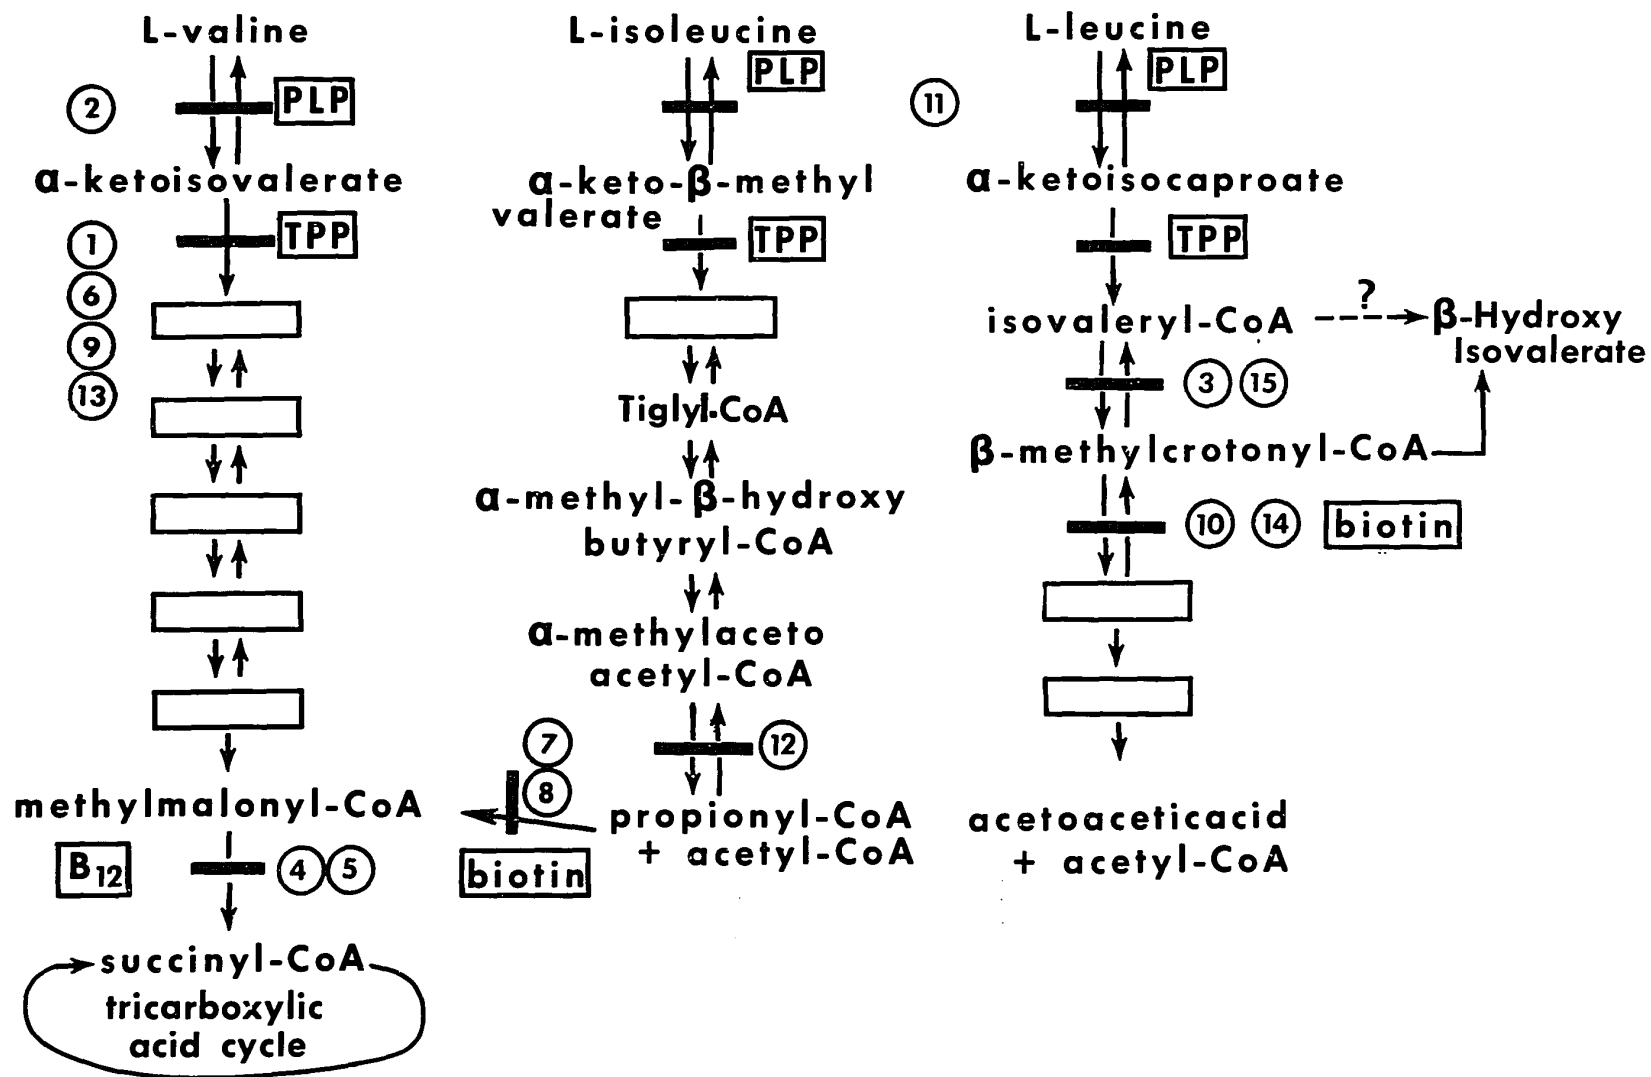 L-valine
L-isoleucine
L-leucine
2
PLP
PLP
11
PLP
α-ketoisovalerate
α-keto-β-methyl
valerate
α-ketoisocaproate
1
TPP
TPP
TPP
6
9
13
isovaleryl-CoA
?
β-Hydroxy
Isovalerate
3 15
Tiglyl-CoA
β-methylcrotonyl-CoA
α-methyl-β-hydroxy
butyryl-CoA
10 14 biotin
α-methylaceto
acetyl-CoA
7
8
12
methylmalonyl-CoA
propionyl-CoA
+ acetyl-CoA
acetoaceticacid
+ acetyl-CoA
B12
4 5
biotin
succinyl-CoA
tricarboxylic
acid cycle